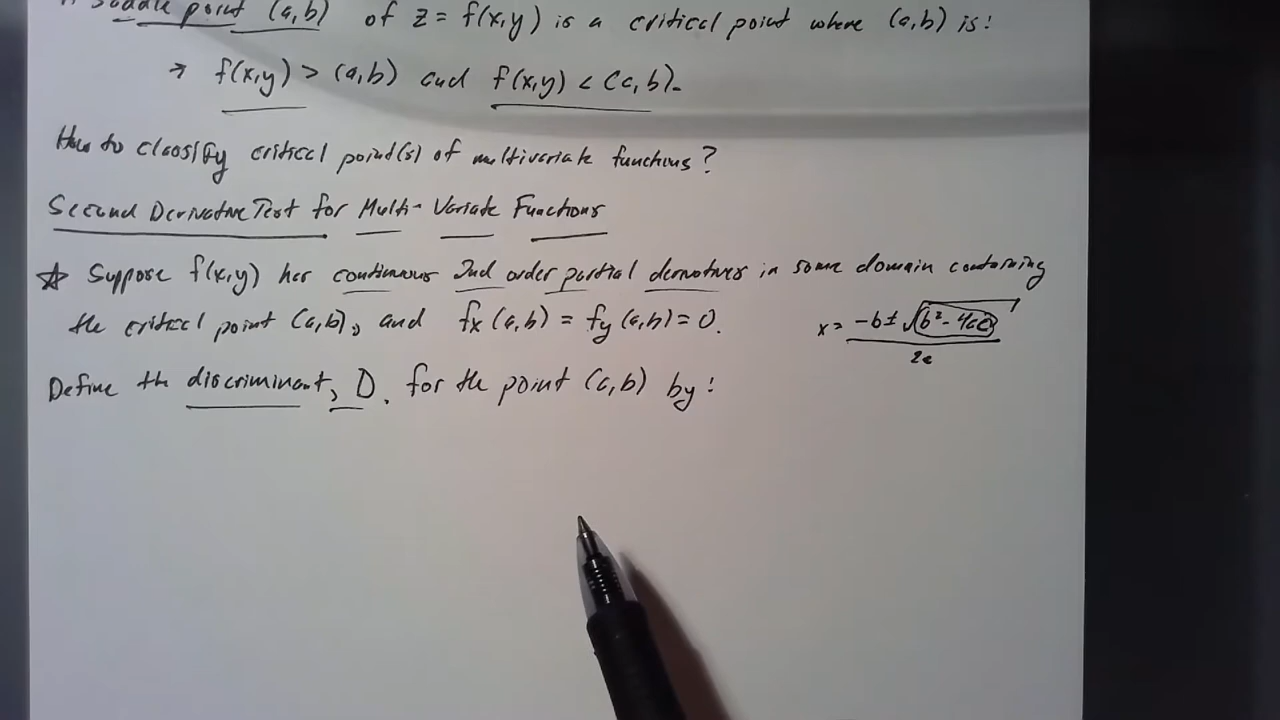 A saddle point (a,b) of z = f(x,y) is a critical point where (a,b) is:
→ f(x,y) > (a,b) and f(x,y) < (a,b).
How to classify critical point(s) of multivariate functions?
Second Derivative Test for Multi-Variate Functions
☆ Suppose f(x,y) has continuous 2nd order partial derivatives in some domain containing
the critical point (a,b), and fx(a,b) = fy(a,b) = 0.
x = -b ± √b² - 4ac / 2a
Define the discriminant, D, for the point (a,b) by: